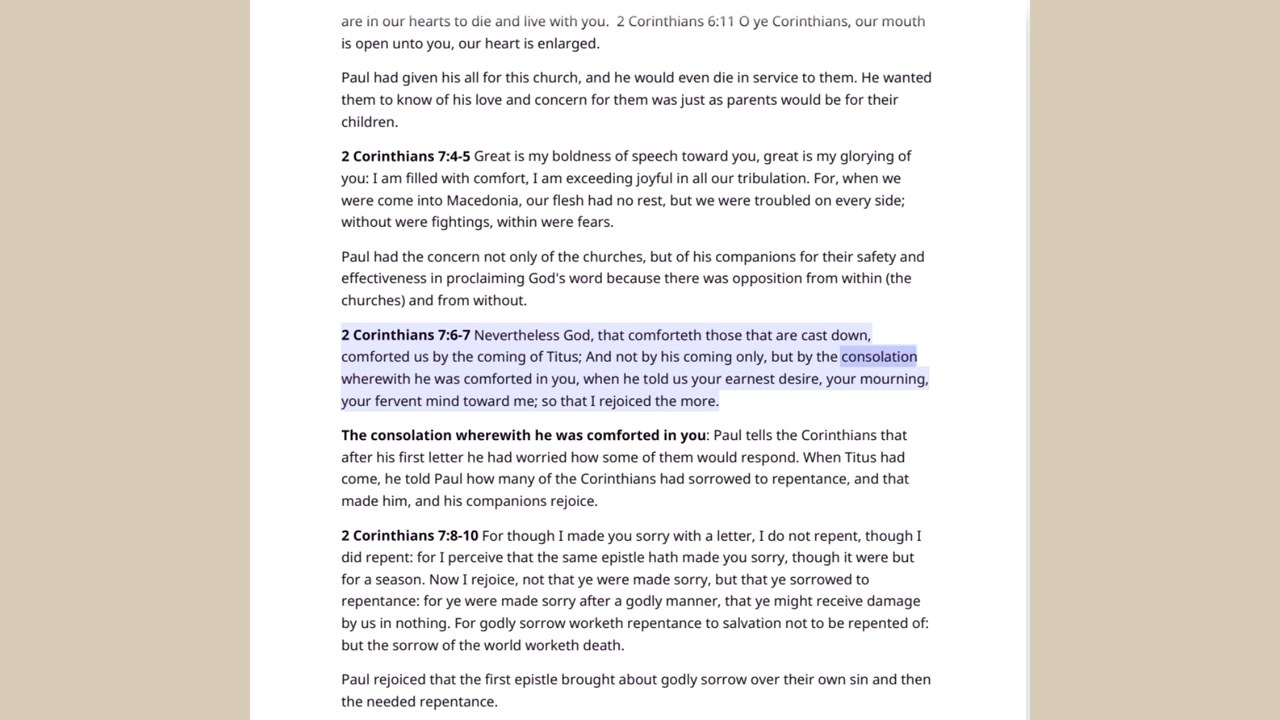 are in our hearts to die and live with you.  2 Corinthians 6:11 O ye Corinthians, our mouth
is open unto you, our heart is enlarged.
Paul had given his all for this church, and he would even die in service to them. He wanted
them to know of his love and concern for them was just as parents would be for their
children.
2 Corinthians 7:4-5 Great is my boldness of speech toward you, great is my glorying of
you: I am filled with comfort, I am exceeding joyful in all our tribulation. For, when we
were come into Macedonia, our flesh had no rest, but we were troubled on every side;
without were fightings, within were fears.
Paul had the concern not only of the churches, but of his companions for their safety and
effectiveness in proclaiming God's word because there was opposition from within (the
churches) and from without.
2 Corinthians 7:6-7 Nevertheless God, that comforteth those that are cast down,
comforted us by the coming of Titus; And not by his coming only, but by the consolation
wherewith he was comforted in you, when he told us your earnest desire, your mourning,
your fervent mind toward me; so that I rejoiced the more.
The consolation wherewith he was comforted in you: Paul tells the Corinthians that
after his first letter he had worried how some of them would respond. When Titus had
come, he told Paul how many of the Corinthians had sorrowed to repentance, and that
made him, and his companions rejoice.
2 Corinthians 7:8-10 For though I made you sorry with a letter, I do not repent, though I
did repent: for I perceive that the same epistle hath made you sorry, though it were but
for a season. Now I rejoice, not that ye were made sorry, but that ye sorrowed to
repentance: for ye were made sorry after a godly manner, that ye might receive damage
by us in nothing. For godly sorrow worketh repentance to salvation not to be repented of:
but the sorrow of the world worketh death.
Paul rejoiced that the first epistle brought about godly sorrow over their own sin and then
the needed repentance.